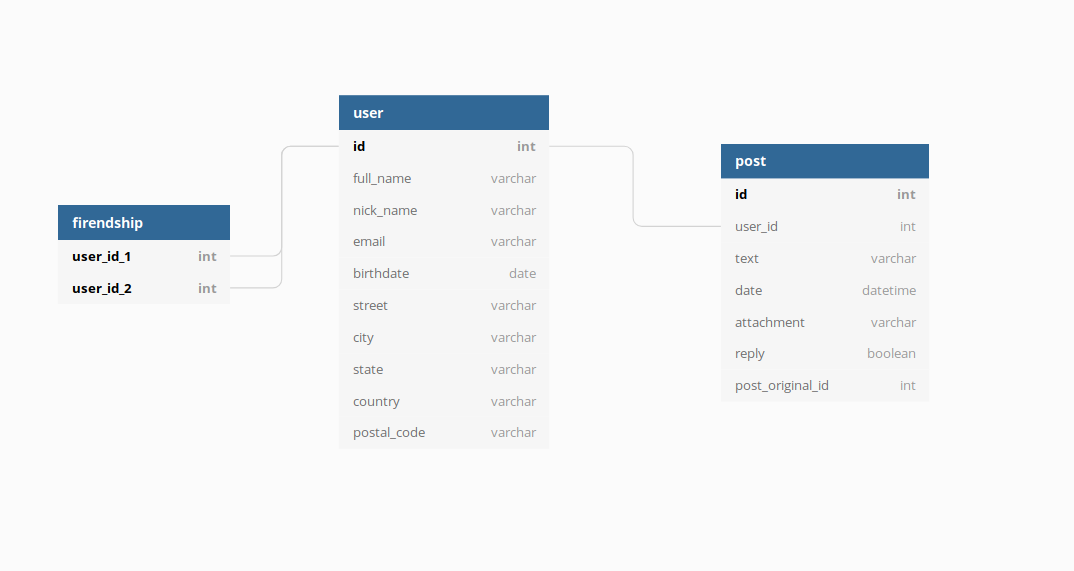 firendship
user_id_1 int
user_id_2 int
user
id int
full_name varchar
nick_name varchar
email varchar
birthdate date
street varchar
city varchar
state varchar
country varchar
postal_code varchar
post
id int
user_id int
text varchar
date datetime
attachment varchar
reply boolean
post_original_id int